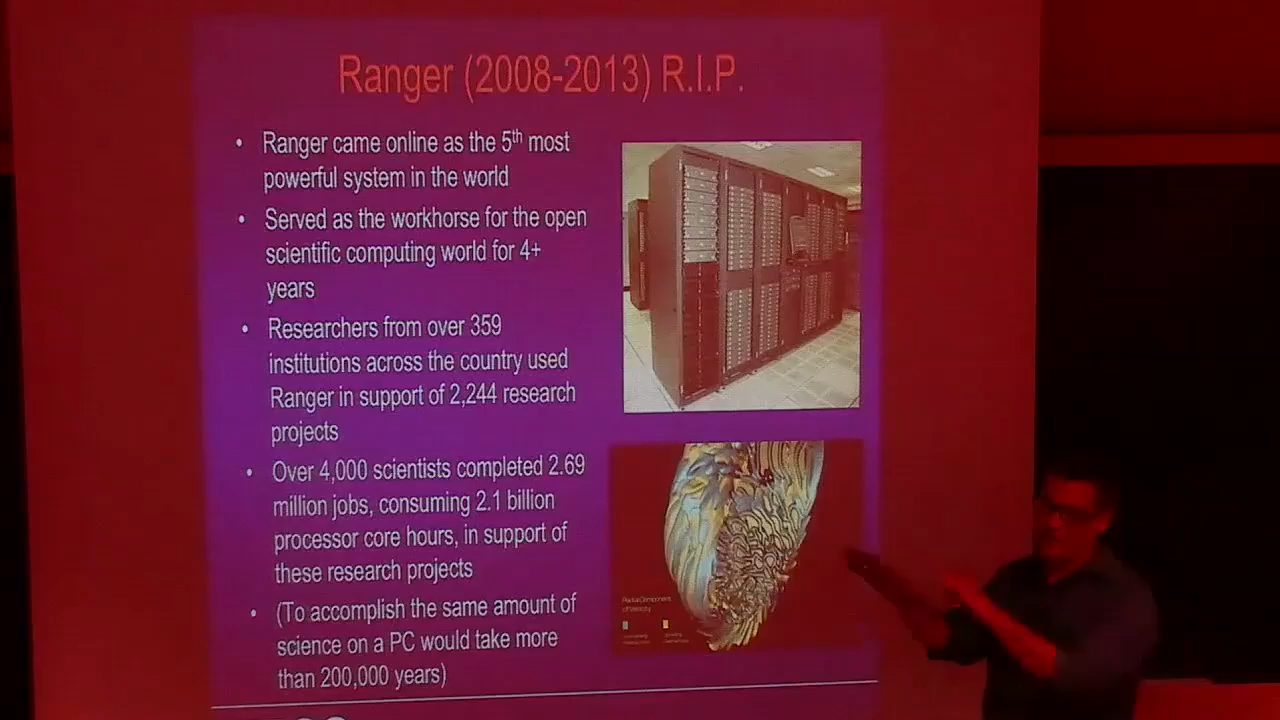 Ranger (2008-2013) R.I.P.
• Ranger came online as the 5th most
powerful system in the world
• Served as the workhorse for the open
scientific computing world for 4+
years
• Researchers from over 359
institutions across the country used
Ranger in support of 2,244 research
projects
• Over 4,000 scientists completed 2.69
million jobs, consuming 2.1 billion
processor core hours, in support of
these research projects
• (To accomplish the same amount of
science on a PC would take more
than 200,000 years)
Radial Component
of Velocity